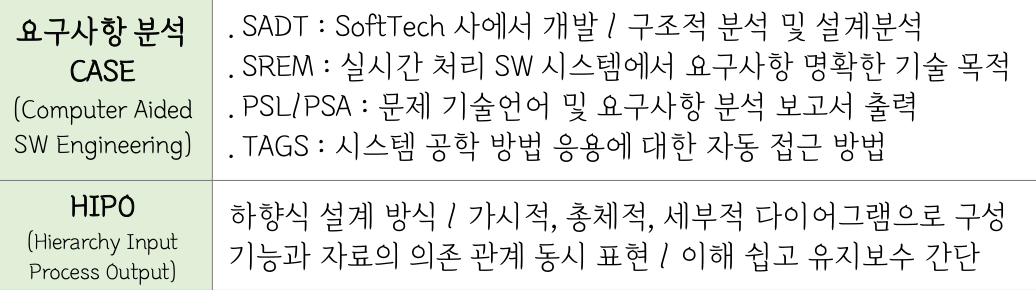 요구사항 분석
CASE
(Computer Aided
SW Engineering)
. SADT : SoftTech 사에서 개발 / 구조적 분석 및 설계분석
. SREM : 실시간 처리 SW 시스템에서 요구사항 명확한 기술 목적
. PSL/PSA : 문제 기술언어 및 요구사항 분석 보고서 출력
. TAGS : 시스템 공학 방법 응용에 대한 자동 접근 방법
HIPO
(Hierarchy Input
Process Output)
하향식 설계 방식 / 가시적, 총체적, 세부적 다이어그램으로 구성
기능과 자료의 의존 관계 동시 표현 / 이해 쉽고 유지보수 간단